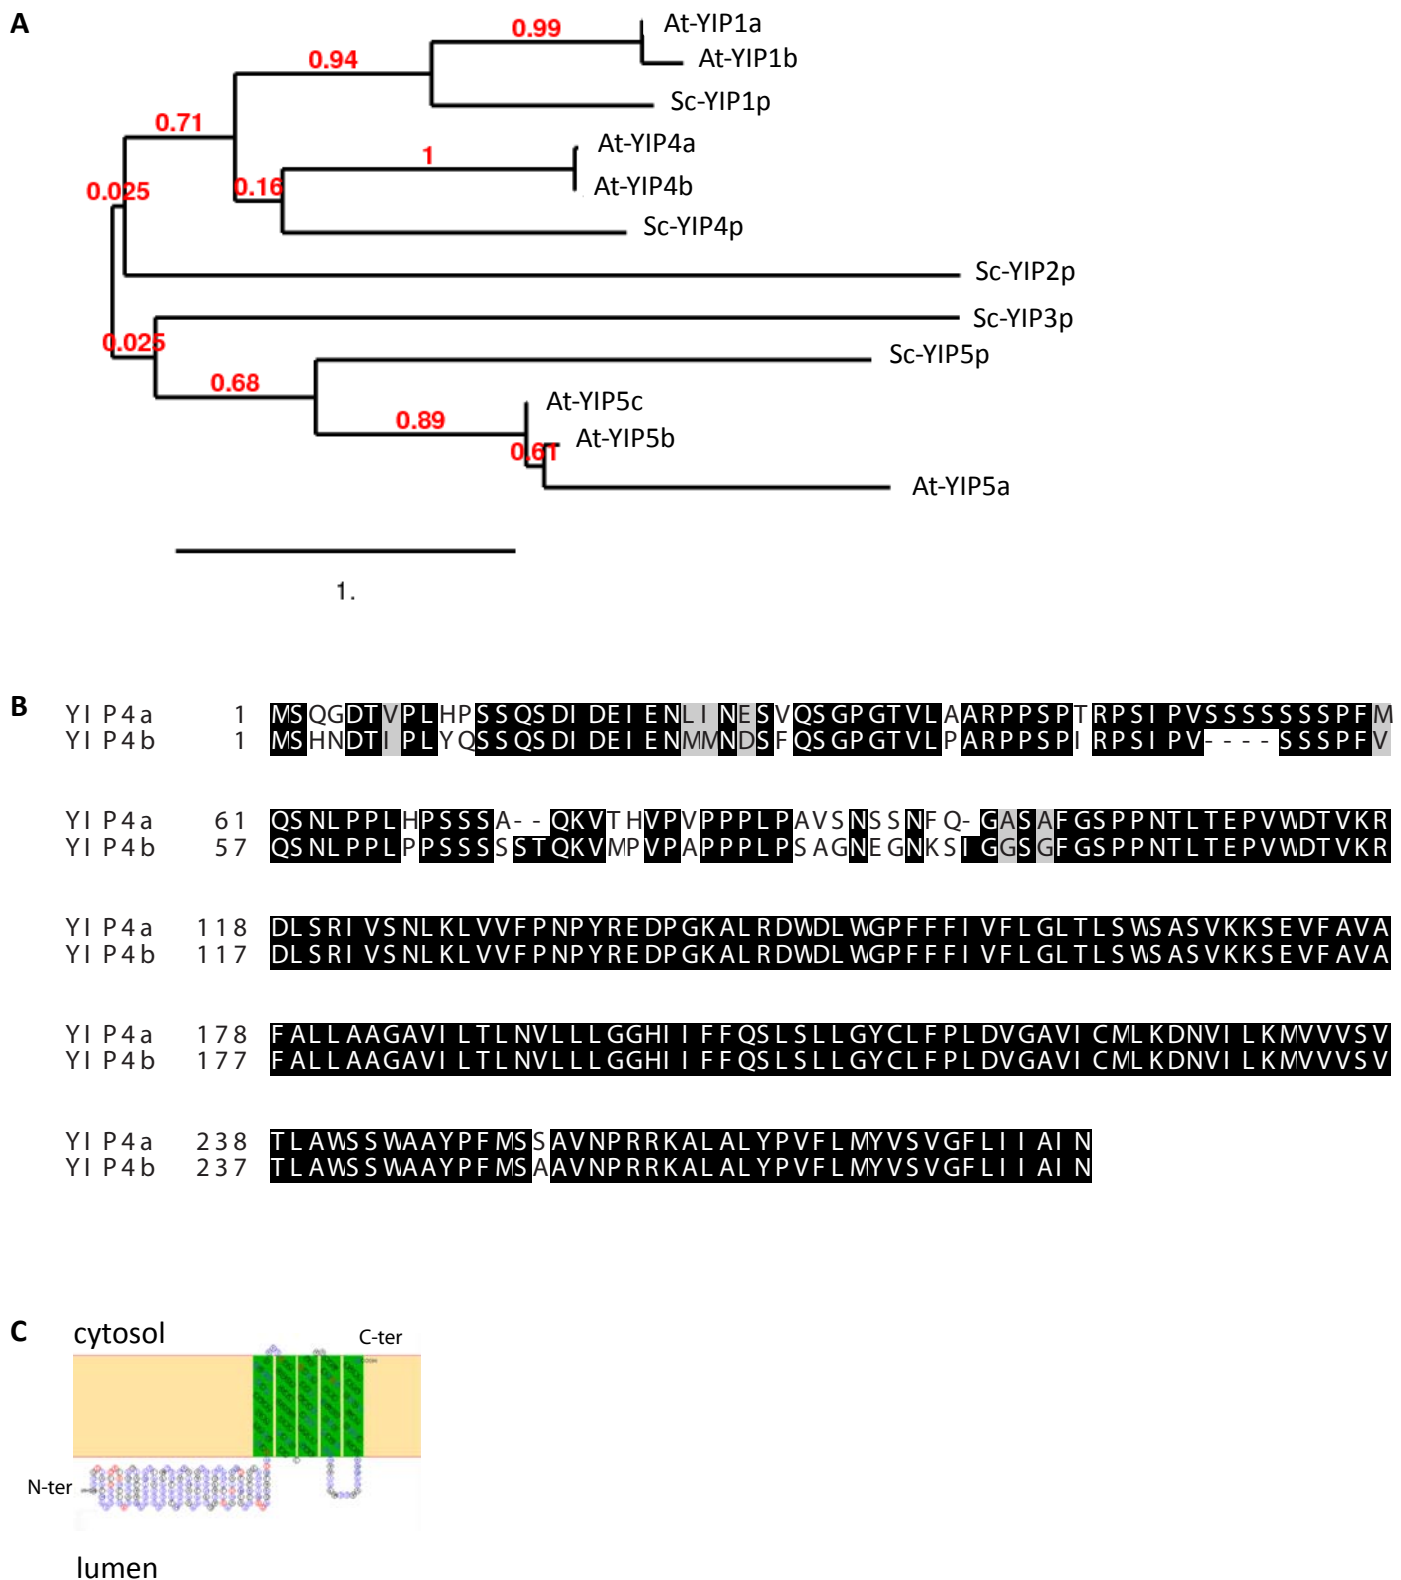 A
0.99
At-YIP1a
At-YIP1b
0.94
Sc-YIP1p
0.71
At-YIP4a
1
0.16
At-YIP4b
0.025
Sc-YIP4p
Sc-YIP2p
Sc-YIP3p
0.025
Sc-YIP5p
0.68
At-YIP5c
0.89
At-YIP5b
0.61
At-YIP5a
1.
B
YIP4a 1 MSQGDTVPLHPSSQSDIDEIENLINESVQSGPGTVLAARPPSPTRPSIPVSSSSSSSPFM
YIP4b 1 MSHNDTIPLYQSSQSDIDEIENMMNDSFQSGPGTVLPARPPSPIRPSIPV----SSSPFV
YIP4a 61 QSNLPPLHPSSSA--QKVTHVPVPPPLPAVSNSSNFQ-GASAFGSPPNTLTEPVWDTVKR
YIP4b 57 QSNLPPLPPSSSSSTQKVMPVPAPPPLPSAGNEGNKSIGGSGFGSPPNTLTEPVWDTVKR
YIP4a 118 DLSRIVSNLKLVVFPNPYREDPGKALRDWDLWGPFFFIVFLGLTLSWSASVKKSEVFAVA
YIP4b 117 DLSRIVSNLKLVVFPNPYREDPGKALRDWDLWGPFFFIVFLGLTLSWSASVKKSEVFAVA
YIP4a 178 FALLAAGAVILTLNVLLLGGHIIFFQSLSLLGYCLFPLDVGAVICMLKDNVILKMVVVSV
YIP4b 177 FALLAAGAVILTLNVLLLGGHIIFFQSLSLLGYCLFPLDVGAVICMLKDNVILKMVVVSV
YIP4a 238 TLAWSSWAAYPFMSSAVNPRRKALALYPVFLMYVSVGFLIIAIN
YIP4b 237 TLAWSSWAAYPFMSAAVNPRRKALALYPVFLMYVSVGFLIIAIN
C
cytosol
C-ter
N-ter
lumen